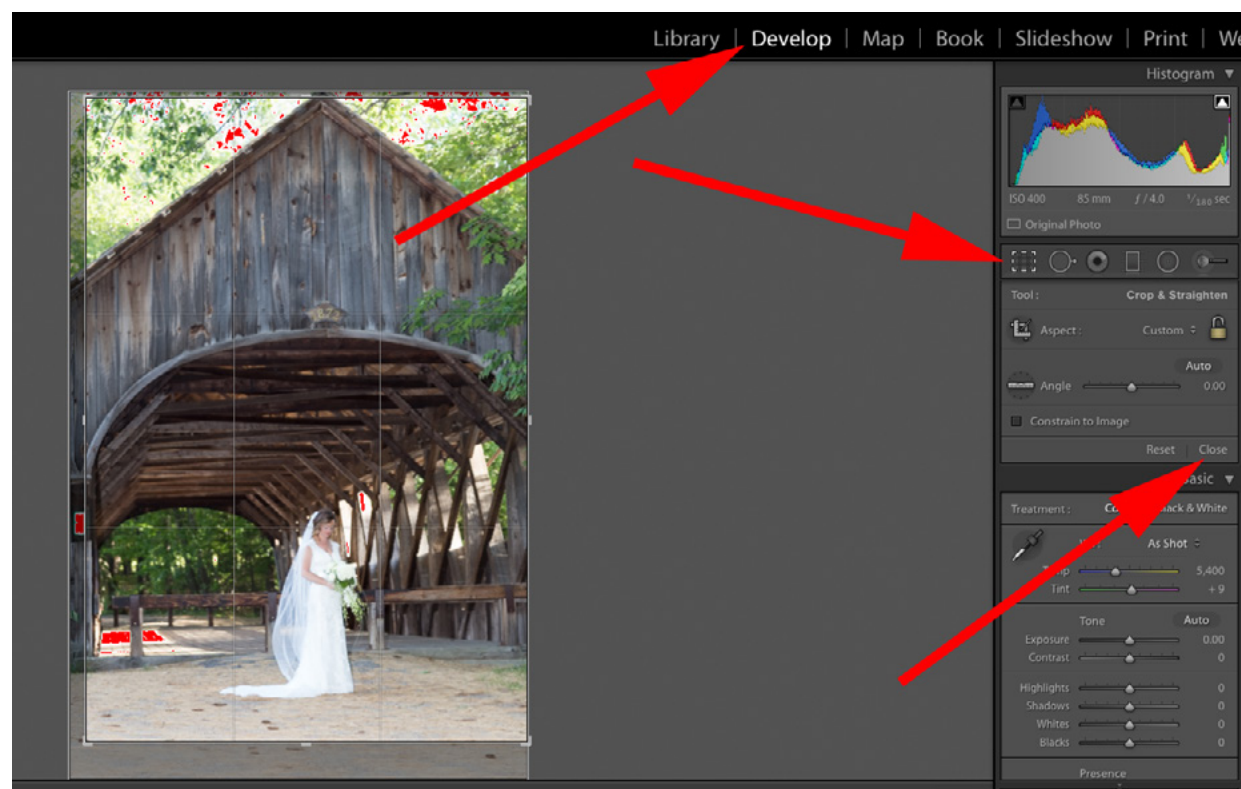 Library | Develop | Map | Book | Slideshow | Print | We
Histogram
ISO 400 85 mm f / 4.0 1/180 sec
Original Photo
Tool : Crop & Straighten
Aspect : Custom
Auto
Angle 0.00
Constrain to Image
Reset | Close
asic
Treatment : Co ack & White
As Shot
Temp 5,400
Tint + 9
Tone Auto
Exposure 0.00
Contrast 0
Highlights 0
Shadows 0
Whites 0
Blacks 0
Presence